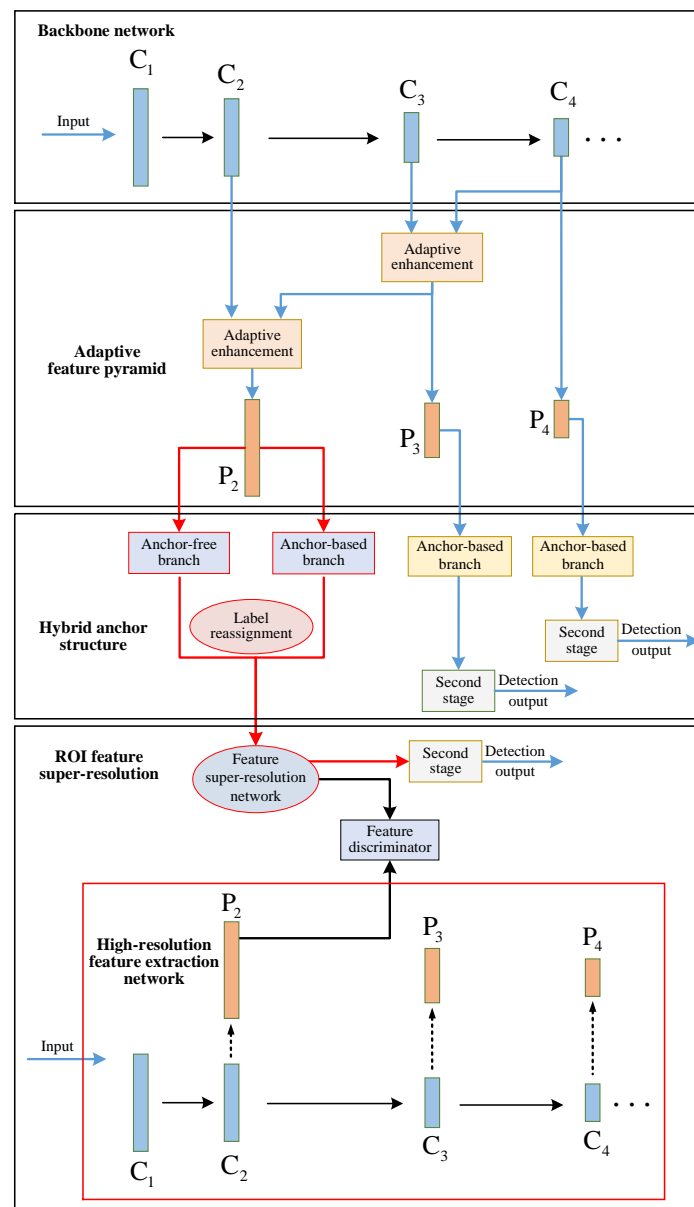 Backbone network
C1
C2
C3
C4
Input
. . .
Adaptive
enhancement
Adaptive
enhancement
Adaptive
feature pyramid
P2
P3
P4
Anchor-free
branch
Anchor-based
branch
Anchor-based
branch
Anchor-based
branch
Label
reassignment
Hybrid anchor
structure
Second
stage
Detection
output
Second
stage
Detection
output
ROI feature
super-resolution
Feature
super-resolution
network
Second
stage
Detection
output
Feature
discriminator
P2
P3
P4
High-resolution
feature extraction
network
Input
. . .
C1
C2
C3
C4